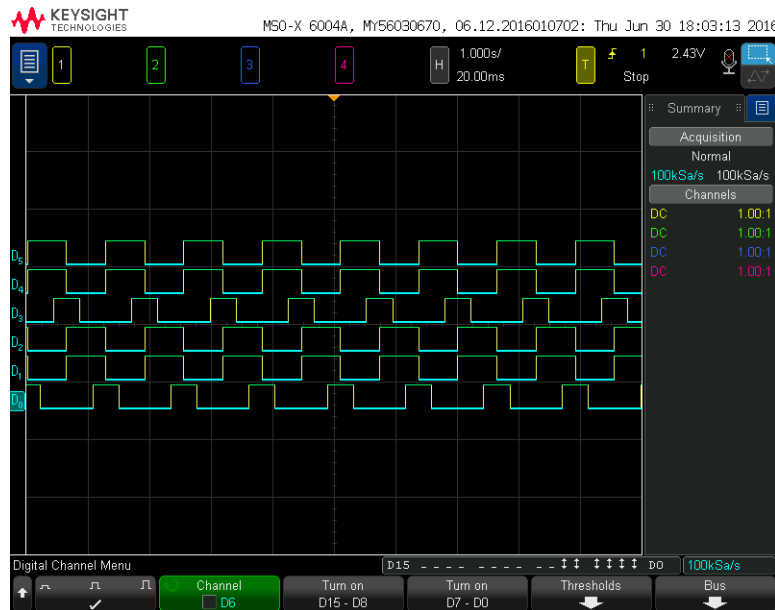 KEYSIGHT
TECHNOLOGIES
MSO-X 6004A, MY56030670, 06.12.2016010702: Thu Jun 30 18:03:13 2016
1 2 3 4 H 1.000s/ 20.00ms T 1 2.43V Stop
Summary
Acquisition
Normal
100kSa/s 100kSa/s
Channels
DC 1.00:1
DC 1.00:1
DC 1.00:1
DC 1.00:1
D5
D4
D3
D2
D1
D0
Digital Channel Menu D15 D0 100kSa/s
Channel D6
Turn on D15 - D8
Turn on D7 - D0
Thresholds
Bus